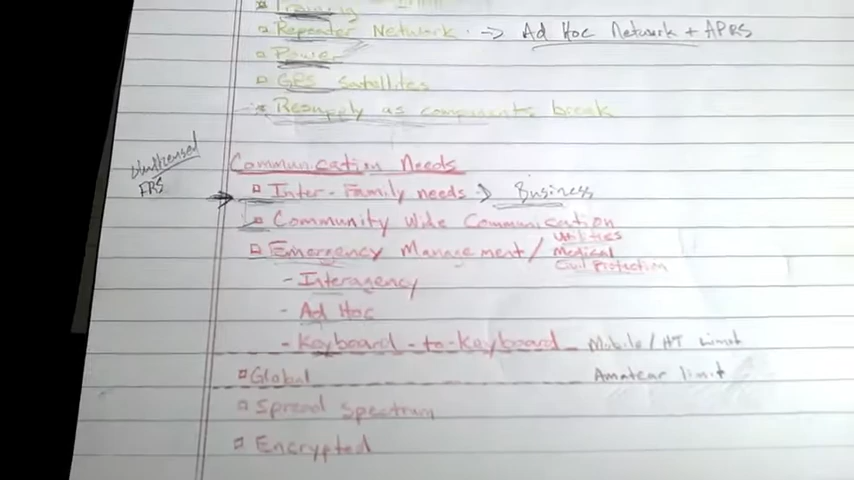 Training
Repeater Network -> Ad Hoc Network + APRS
Power
GPS Satellites
Resupply as components break
Communication Needs
FRS
Inter-Family needs Business
Community Wide Communication
Emergency Management / Utilities
Medical
Civil Protection
- Interagency
- Ad Hoc
- Keyboard-to-keyboard Mobile/HT Limit
Global Amatear limit
Spread Spectrum
Encrypted